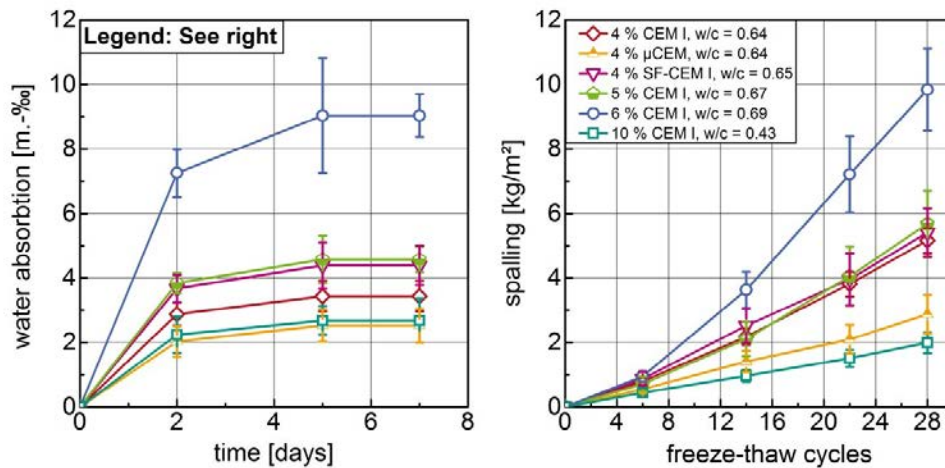 Legend: See right
water absorbtion [m.-‰]
12
10
8
6
4
2
0
0 2 4 6 8
time [days]
4 % CEM I, w/c = 0.64
4 % µCEM, w/c = 0.64
4 % SF-CEM I, w/c = 0.65
5 % CEM I, w/c = 0.67
6 % CEM I, w/c = 0.69
10 % CEM I, w/c = 0.43
spalling [kg/m²]
12
10
8
6
4
2
0
0 4 8 12 16 20 24 28
freeze-thaw cycles